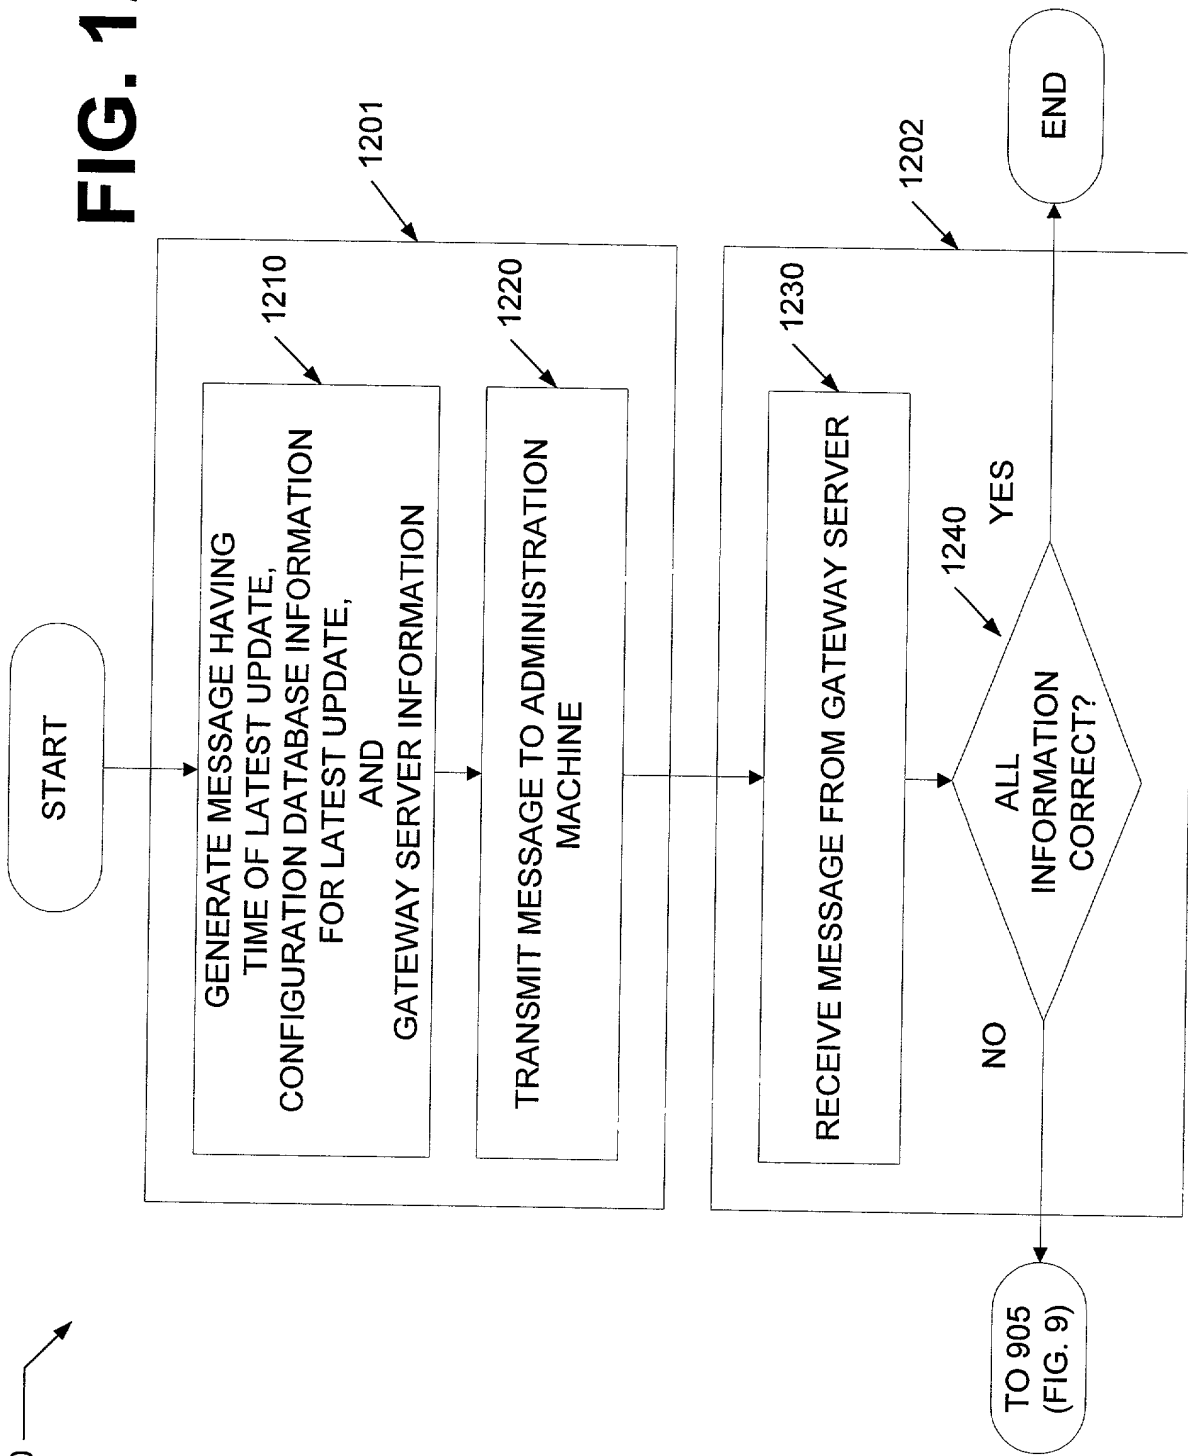 FIG. 1
START
1201
1210
GENERATE MESSAGE HAVING
TIME OF LATEST UPDATE,
CONFIGURATION DATABASE INFORMATION
FOR LATEST UPDATE,
AND
GATEWAY SERVER INFORMATION
1220
TRANSMIT MESSAGE TO ADMINISTRATION
MACHINE
1202
1230
RECEIVE MESSAGE FROM GATEWAY SERVER
1240
ALL
INFORMATION
CORRECT?
NO
YES
TO 905
(FIG. 9)
END